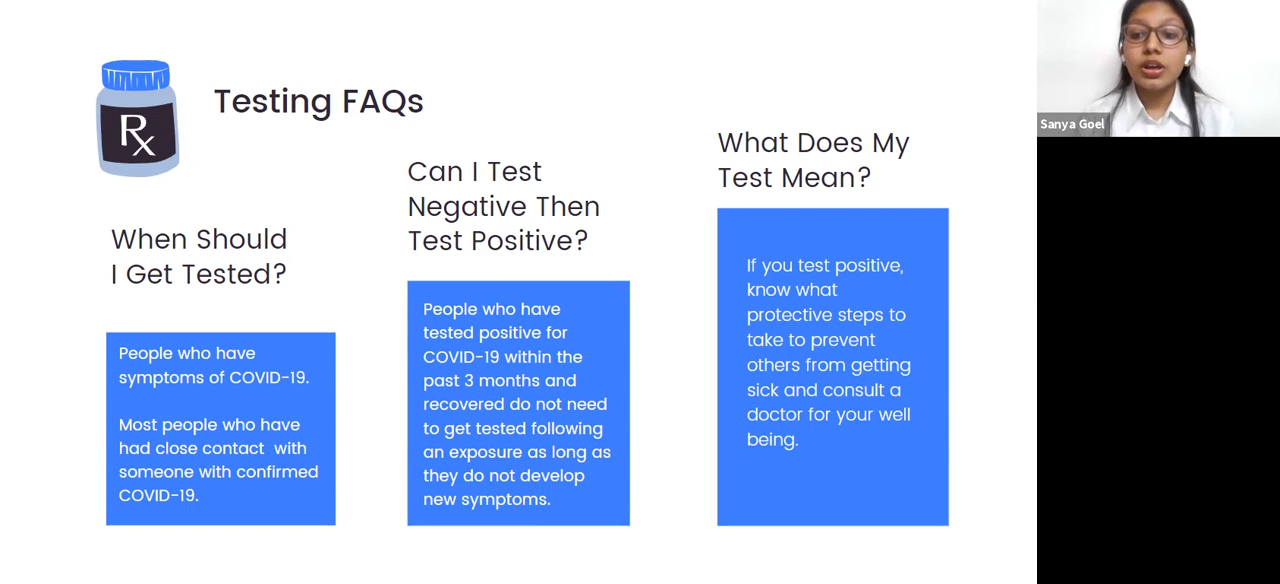 Rx
Testing FAQs
When Should
I Get Tested?
People who have
symptoms of COVID-19.
Most people who have
had close contact  with
someone with confirmed
COVID-19.
Can I Test
Negative Then
Test Positive?
People who have
tested positive for
COVID-19 within the
past 3 months and
recovered do not need
to get tested following
an exposure as long as
they do not develop
new symptoms.
What Does My
Test Mean?
If you test positive,
know what
protective steps to
take to prevent
others from getting
sick and consult a
doctor for your well
being.
Sanya Goel